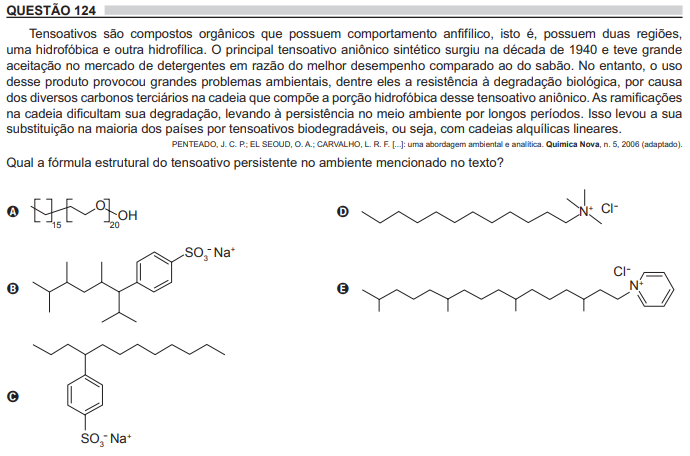 QUESTÃO 124
Tensoativos são compostos orgânicos que possuem comportamento anfifílico, isto é, possuem duas regiões,
uma hidrofóbica e outra hidrofílica. O principal tensoativo aniônico sintético surgiu na década de 1940 e teve grande
aceitação no mercado de detergentes em razão do melhor desempenho comparado ao do sabão. No entanto, o uso
desse produto provocou grandes problemas ambientais, dentre eles a resistência à degradação biológica, por causa
dos diversos carbonos terciários na cadeia que compõe a porção hidrofóbica desse tensoativo aniônico. As ramificações
na cadeia dificultam sua degradação, levando à persistência no meio ambiente por longos períodos. Isso levou a sua
substituição na maioria dos países por tensoativos biodegradáveis, ou seja, com cadeias alquílicas lineares.
PENTEADO, J. C. P.; EL SEOUD, O. A.; CARVALHO, L. R. F. [...]: uma abordagem ambiental e analítica. Química Nova, n. 5, 2006 (adaptado).
Qual a fórmula estrutural do tensoativo persistente no ambiente mencionado no texto?
A
15
O
20
OH
B
SO₃⁻Na⁺
C
SO₃⁻Na⁺
D
N⁺ Cl⁻
E
Cl⁻
N⁺